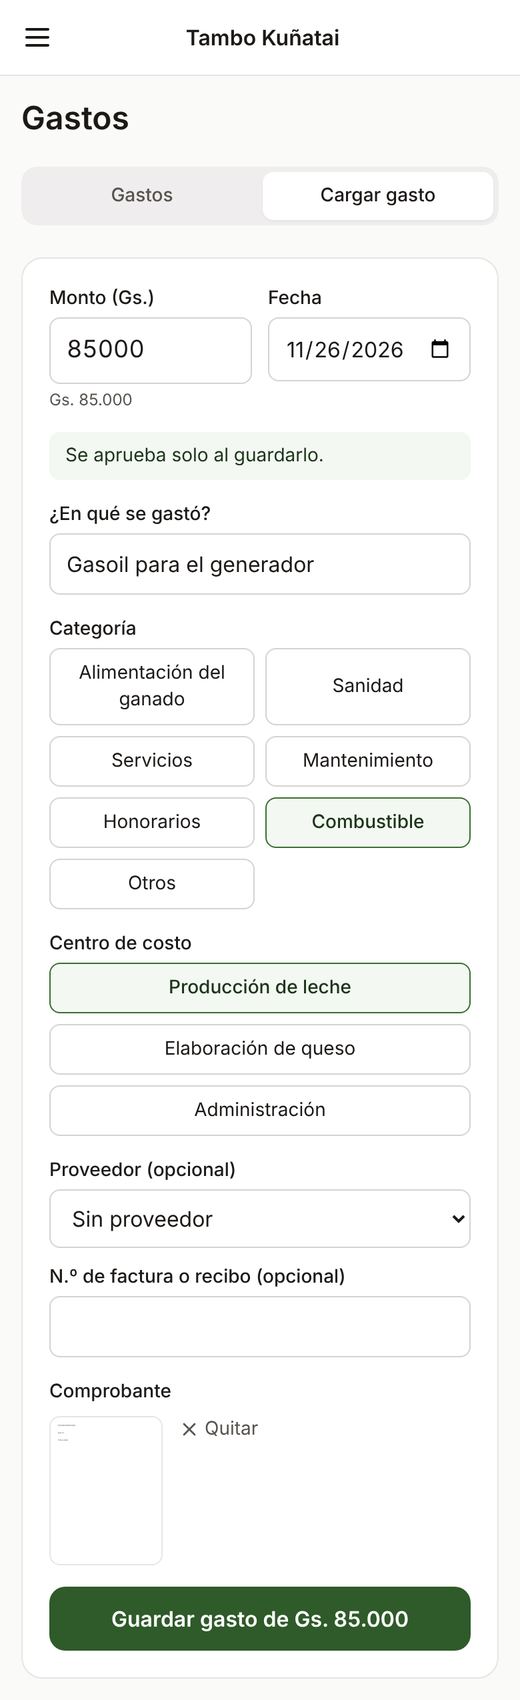 Tambo Kuñatai
Gastos
Gastos
Cargar gasto
Monto (Gs.)
Fecha
85000
11/26/2026
Gs. 85.000
Se aprueba solo al guardarlo.
¿En qué se gastó?
Gasoil para el generador
Categoría
Alimentación del
ganado
Sanidad
Servicios
Mantenimiento
Honorarios
Combustible
Otros
Centro de costo
Producción de leche
Elaboración de queso
Administración
Proveedor (opcional)
Sin proveedor
N.º de factura o recibo (opcional)
Comprobante
Quitar
Guardar gasto de Gs. 85.000